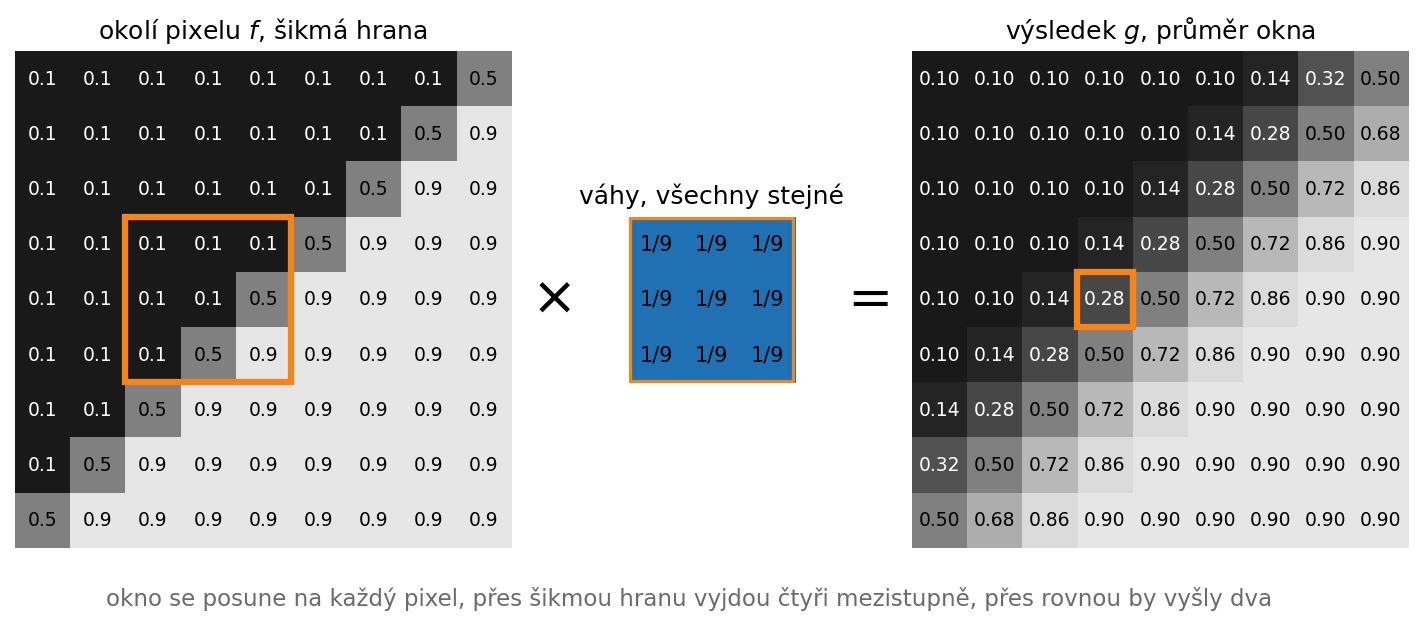 okolí pixelu f, šikmá hrana
výsledek g, průměr okna
0.1 0.1 0.1 0.1 0.1 0.1 0.1 0.1 0.5
0.1 0.1 0.1 0.1 0.1 0.1 0.1 0.5 0.9
0.1 0.1 0.1 0.1 0.1 0.1 0.5 0.9 0.9
0.1 0.1 0.1 0.1 0.1 0.5 0.9 0.9 0.9
0.1 0.1 0.1 0.1 0.5 0.9 0.9 0.9 0.9
0.1 0.1 0.1 0.5 0.9 0.9 0.9 0.9 0.9
0.1 0.1 0.5 0.9 0.9 0.9 0.9 0.9 0.9
0.1 0.5 0.9 0.9 0.9 0.9 0.9 0.9 0.9
0.5 0.9 0.9 0.9 0.9 0.9 0.9 0.9 0.9
×
váhy, všechny stejné
1/9 1/9 1/9
1/9 1/9 1/9
1/9 1/9 1/9
=
0.10 0.10 0.10 0.10 0.10 0.10 0.14 0.32 0.50
0.10 0.10 0.10 0.10 0.10 0.14 0.28 0.50 0.68
0.10 0.10 0.10 0.10 0.14 0.28 0.50 0.72 0.86
0.10 0.10 0.10 0.14 0.28 0.50 0.72 0.86 0.90
0.10 0.10 0.14 0.28 0.50 0.72 0.86 0.90 0.90
0.10 0.14 0.28 0.50 0.72 0.86 0.90 0.90 0.90
0.14 0.28 0.50 0.72 0.86 0.90 0.90 0.90 0.90
0.32 0.50 0.72 0.86 0.90 0.90 0.90 0.90 0.90
0.50 0.68 0.86 0.90 0.90 0.90 0.90 0.90 0.90
okno se posune na každý pixel, přes šikmou hranu vyjdou čtyři mezistupně, přes rovnou by vyšly dva